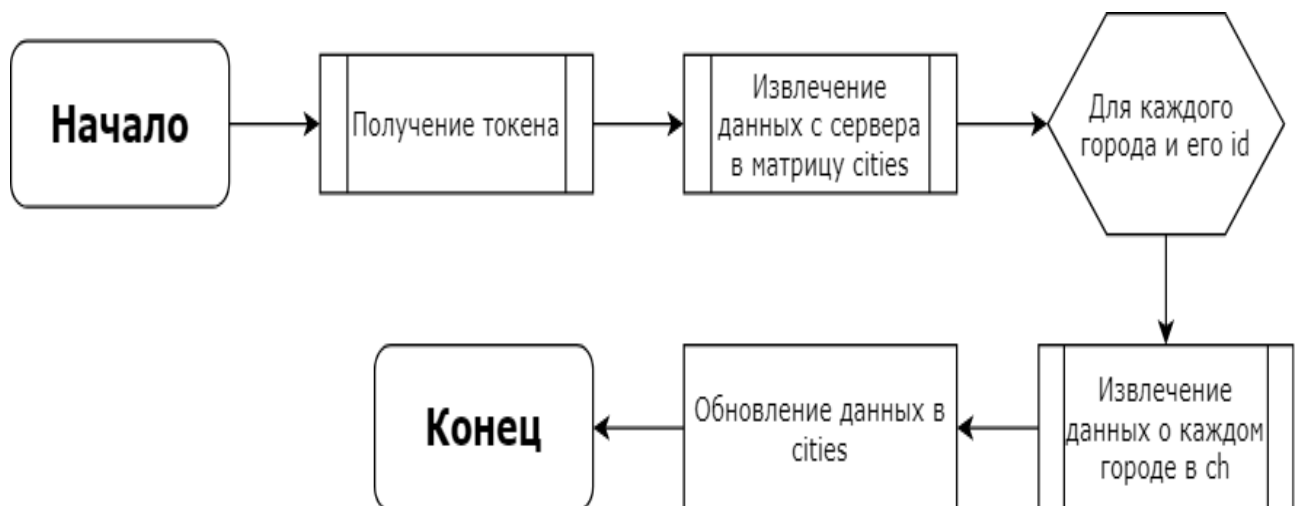 Начало
Получение токена
Извлечение
данных с сервера
в матрицу cities
Для каждого
города и его id
Извлечение
данных о каждом
городе в ch
Обновление данных в
cities
Конец